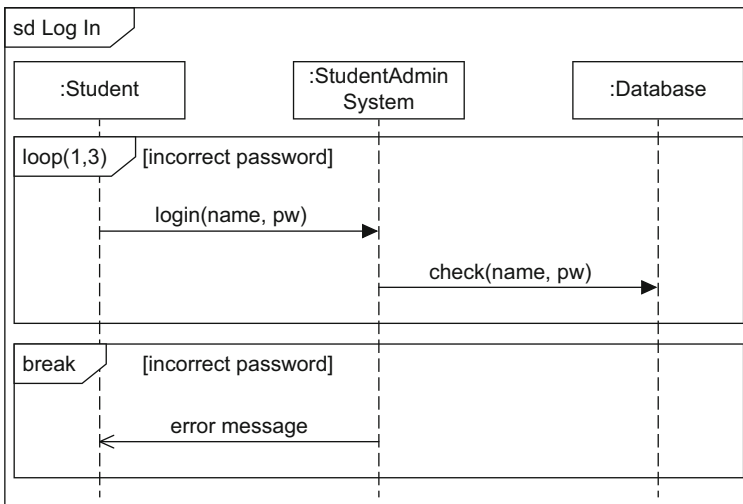 sd Log In
:Student
:StudentAdmin
System
:Database
loop(1,3)
[incorrect password]
login(name, pw)
check(name, pw)
break
[incorrect password]
error message